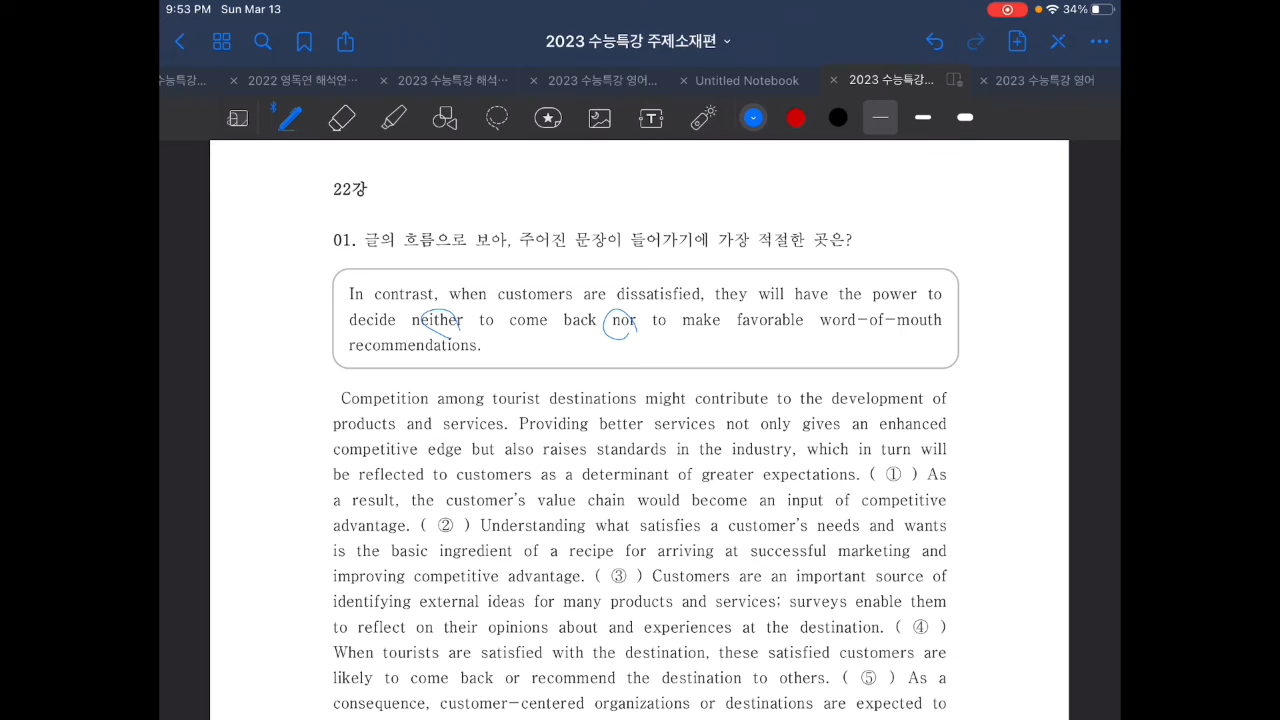 9:53 PM Sun Mar 13
34%
2023 수능특강 주제소재편
수능특강...
2022 영독연 해석연...
2023 수능특강 해석...
2023 수능특강 영어...
Untitled Notebook
2023 수능특강...
2023 수능특강 영어
22강
01. 글의 흐름으로 보아, 주어진 문장이 들어가기에 가장 적절한 곳은?
In contrast, when customers are dissatisfied, they will have the power to
decide neither to come back nor to make favorable word-of-mouth
recommendations.
Competition among tourist destinations might contribute to the development of
products and services. Providing better services not only gives an enhanced
competitive edge but also raises standards in the industry, which in turn will
be reflected to customers as a determinant of greater expectations. ( ① ) As
a result, the customer's value chain would become an input of competitive
advantage. ( ② ) Understanding what satisfies a customer's needs and wants
is the basic ingredient of a recipe for arriving at successful marketing and
improving competitive advantage. ( ③ ) Customers are an important source of
identifying external ideas for many products and services; surveys enable them
to reflect on their opinions about and experiences at the destination. ( ④ )
When tourists are satisfied with the destination, these satisfied customers are
likely to come back or recommend the destination to others. ( ⑤ ) As a
consequence, customer-centered organizations or destinations are expected to